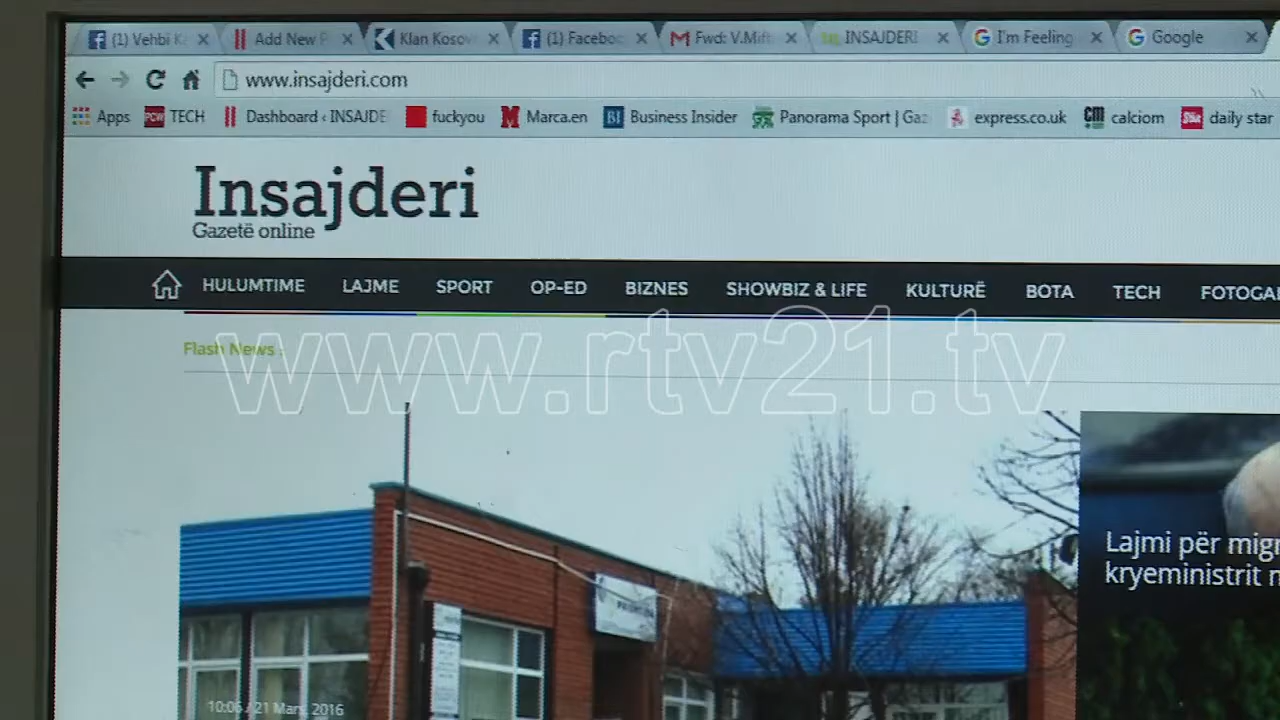 (1) Vehbi Ka Add New P Klan Kosov (1) Faceboo Fwd: V.Mift INSAJDERI I'm Feeling Google
www.insajderi.com
Apps TECH Dashboard ‹ INSAJDE fuckyou Marca.en Business Insider Panorama Sport | Gaz express.co.uk calciom daily star
Insajderi
Gazetë online
HULUMTIME LAJME SPORT OP-ED BIZNES SHOWBIZ & LIFE KULTURË BOTA TECH FOTOGA
Flash News :
www.rtv21.tv
Lajmi për migr
kryeministrit
10:06 / 21 Mars 2016